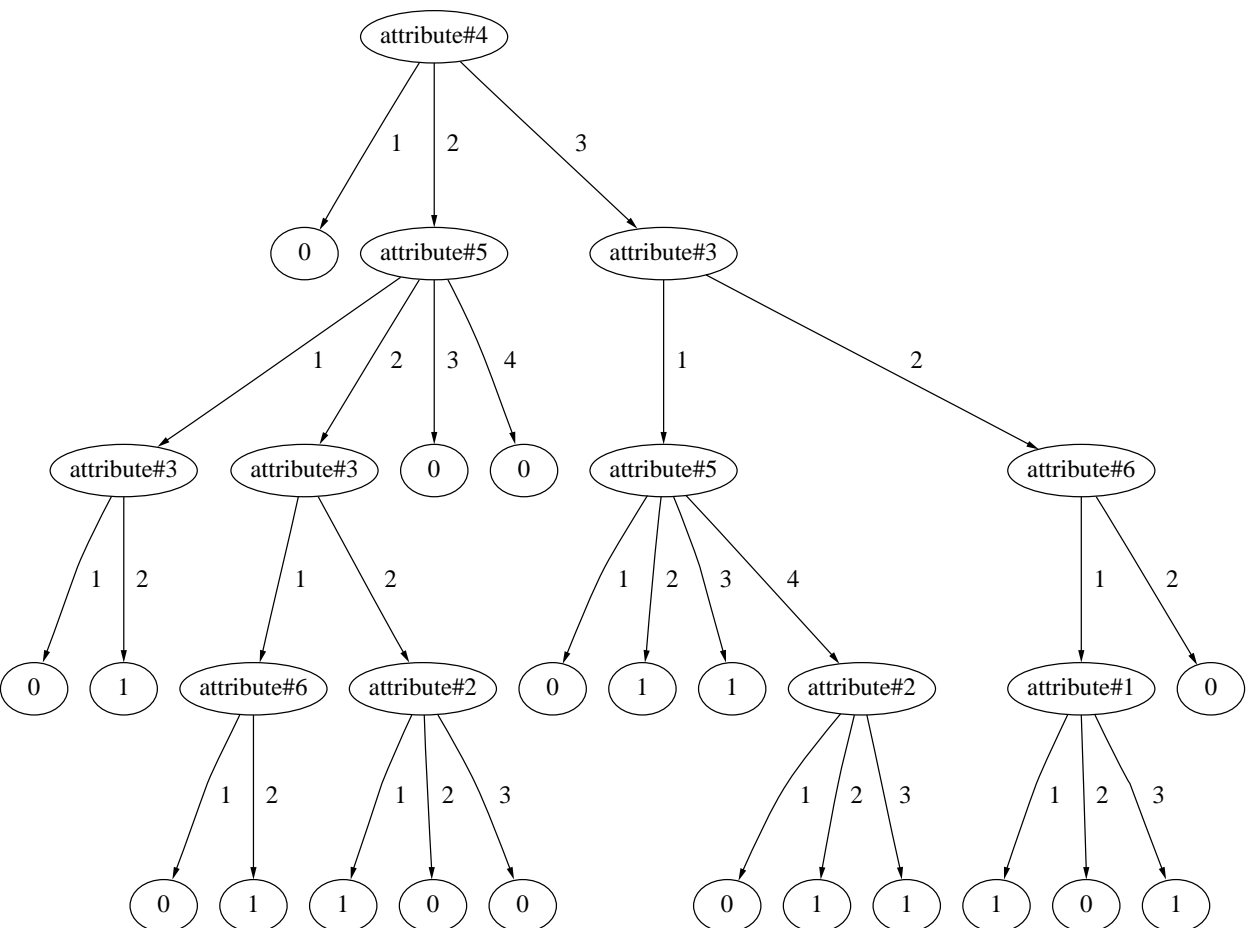 attribute#4
1 2 3
0 attribute#5 attribute#3
1 2 3 4 1 2
attribute#3 attribute#3 0 0 attribute#5 attribute#6
1 2 1 2 1 2 3 4 1 2
0 1 attribute#6 attribute#2 0 1 1 attribute#2 attribute#1 0
1 2 1 2 3 1 2 3 1 2 3
0 1 1 0 0 0 1 1 1 0 1